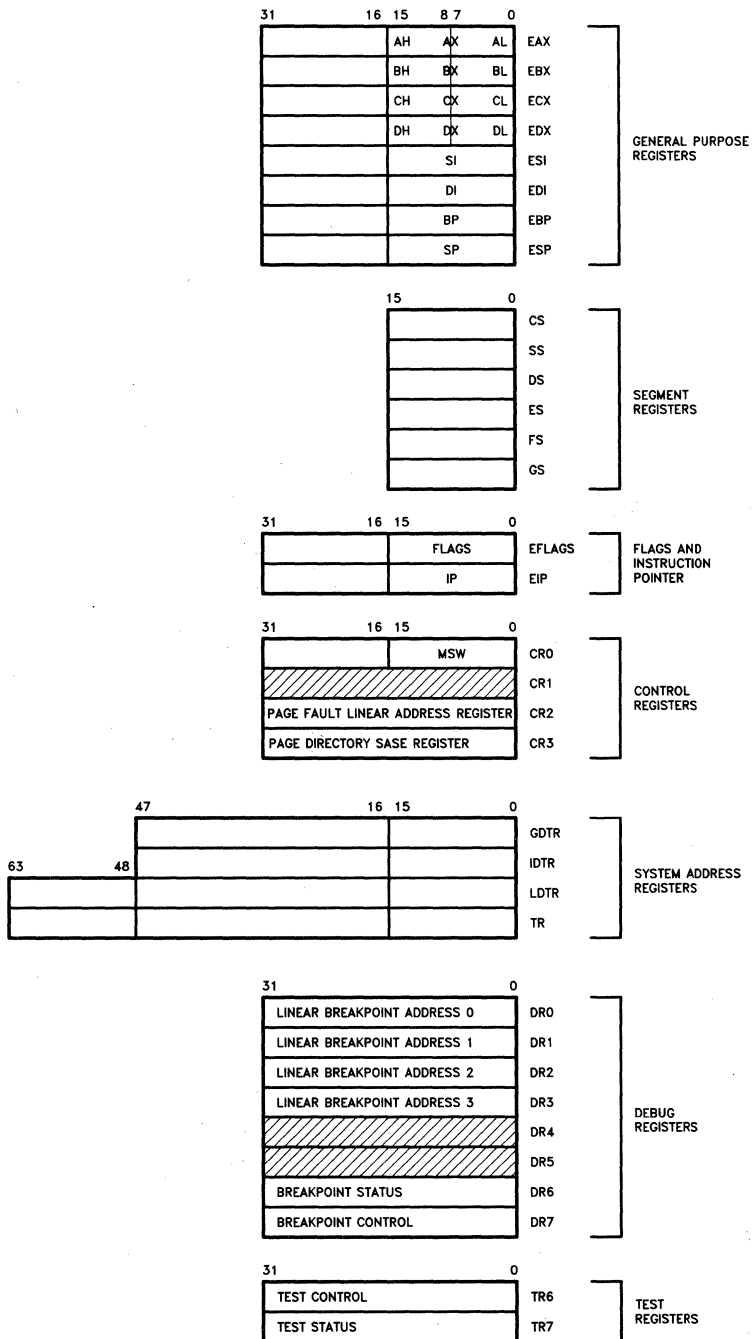 31 16 15 8 7 0
AH AX AL EAX
BH BX BL EBX
CH CX CL ECX
DH DX DL EDX
SI ESI
DI EDI
BP EBP
SP ESP
GENERAL PURPOSE
REGISTERS
15 0
CS
SS
DS
ES
FS
GS
SEGMENT
REGISTERS
31 16 15 0
FLAGS EFLAGS
IP EIP
FLAGS AND
INSTRUCTION
POINTER
31 16 15 0
MSW CR0
CR1
PAGE FAULT LINEAR ADDRESS REGISTER CR2
PAGE DIRECTORY SASE REGISTER CR3
CONTROL
REGISTERS
47 16 15 0
GDTR
63 48 IDTR
LDTR
TR
SYSTEM ADDRESS
REGISTERS
31 0
LINEAR BREAKPOINT ADDRESS 0 DR0
LINEAR BREAKPOINT ADDRESS 1 DR1
LINEAR BREAKPOINT ADDRESS 2 DR2
LINEAR BREAKPOINT ADDRESS 3 DR3
DR4
DR5
BREAKPOINT STATUS DR6
BREAKPOINT CONTROL DR7
DEBUG
REGISTERS
31 0
TEST CONTROL TR6
TEST STATUS TR7
TEST
REGISTERS